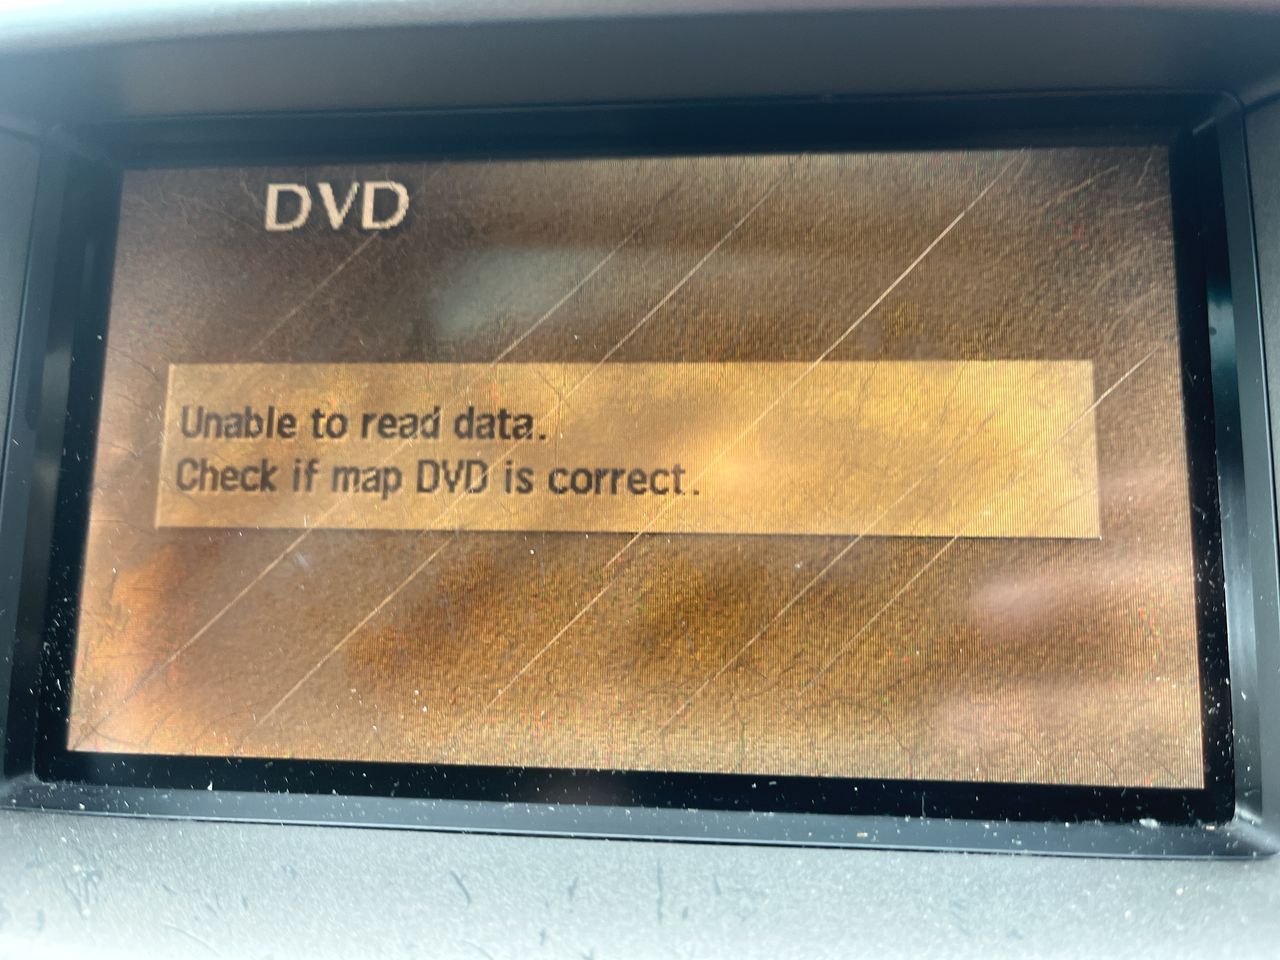 DVD
Unable to read data.
Check if map DVD is correct.